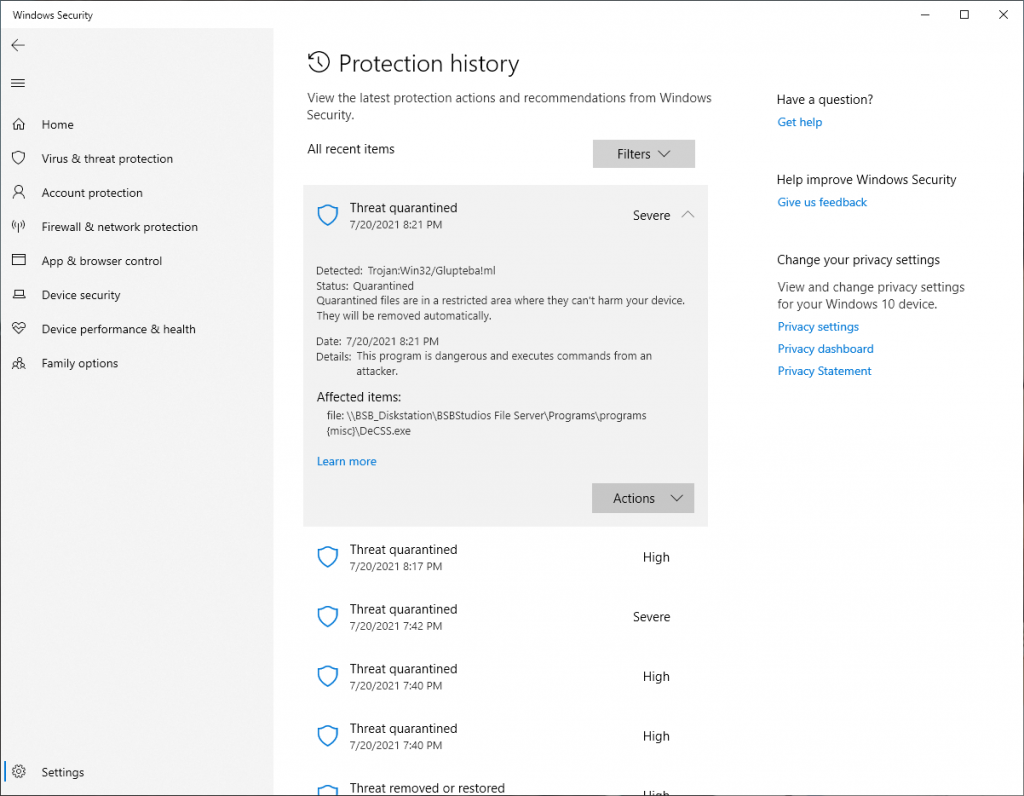 Windows Security
Home
Virus & threat protection
Account protection
Firewall & network protection
App & browser control
Device security
Device performance & health
Family options
Settings
Protection history
View the latest protection actions and recommendations from Windows
Security.
All recent items
Filters
Threat quarantined
7/20/2021 8:21 PM
Severe
Detected: Trojan:Win32/Glupteba!ml
Status: Quarantined
Quarantined files are in a restricted area where they can't harm your device.
They will be removed automatically.
Date: 7/20/2021 8:21 PM
Details: This program is dangerous and executes commands from an
attacker.
Affected items:
file: \\BSB_Diskstation\BSBStudios File Server\Programs\programs
{misc}\DeCSS.exe
Learn more
Actions
Threat quarantined
7/20/2021 8:17 PM
High
Threat quarantined
7/20/2021 7:42 PM
Severe
Threat quarantined
7/20/2021 7:40 PM
High
Threat quarantined
7/20/2021 7:40 PM
High
Threat removed or restored
High
Have a question?
Get help
Help improve Windows Security
Give us feedback
Change your privacy settings
View and change privacy settings
for your Windows 10 device.
Privacy settings
Privacy dashboard
Privacy Statement